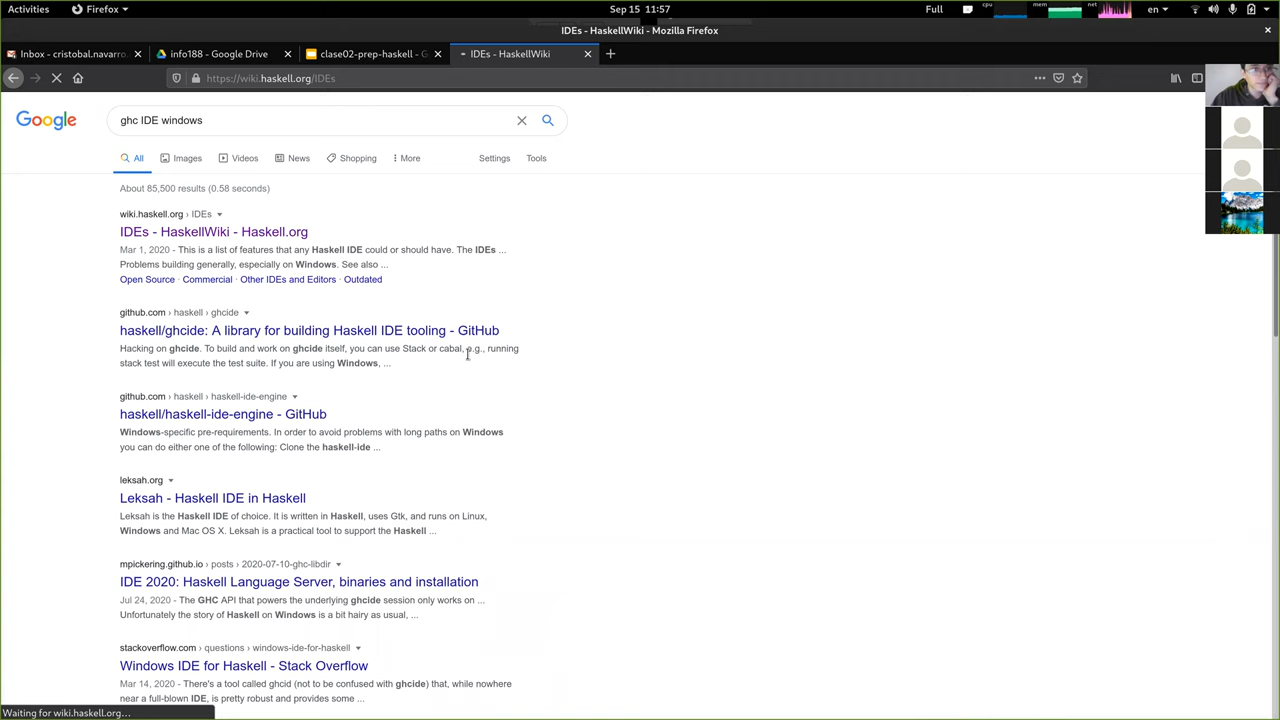 Activities
Firefox
Sep 15 11:57
Full
cpu
mem
net
en
IDEs - HaskellWiki - Mozilla Firefox
Inbox - cristobal.navarro.
info188 - Google Drive
clase02-prep-haskell - G
IDEs - HaskellWiki
https://wiki.haskell.org/IDEs
Google
ghc IDE windows
All
Images
Videos
News
Shopping
More
Settings
Tools
About 85,500 results (0.58 seconds)
wiki.haskell.org › IDEs
IDEs - HaskellWiki - Haskell.org
Mar 1, 2020 - This is a list of features that any Haskell IDE could or should have. The IDEs ...
Problems building generally, especially on Windows. See also ...
Open Source · Commercial · Other IDEs and Editors · Outdated
github.com › haskell › ghcide
haskell/ghcide: A library for building Haskell IDE tooling - GitHub
Hacking on ghcide. To build and work on ghcide itself, you can use Stack or cabal, e.g., running
stack test will execute the test suite. If you are using Windows, ...
github.com › haskell › haskell-ide-engine
haskell/haskell-ide-engine - GitHub
Windows-specific pre-requirements. In order to avoid problems with long paths on Windows
you can do either one of the following: Clone the haskell-ide ...
leksah.org
Leksah - Haskell IDE in Haskell
Leksah is the Haskell IDE of choice. It is written in Haskell, uses Gtk, and runs on Linux,
Windows and Mac OS X. Leksah is a practical tool to support the Haskell ...
mpickering.github.io › posts › 2020-07-10-ghc-libdir
IDE 2020: Haskell Language Server, binaries and installation
Jul 24, 2020 - The GHC API that powers the underlying ghcide session only works on ...
Unfortunately the story of Haskell on Windows is a bit hairy as usual, ...
stackoverflow.com › questions › windows-ide-for-haskell
Windows IDE for Haskell - Stack Overflow
Mar 14, 2020 - There's a tool called ghcid (not to be confused with ghcide) that, while nowhere
near a full-blown IDE, is pretty robust and provides some ...
Waiting for wiki.haskell.org...